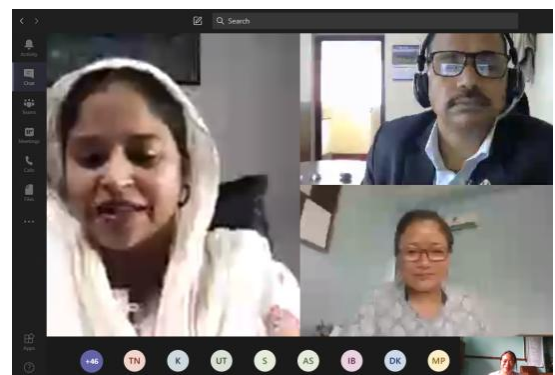 Search
Activity
Chat
Teams
Meetings
Calls
Files
Apps
+46 TN K UT S AS IB DK MP